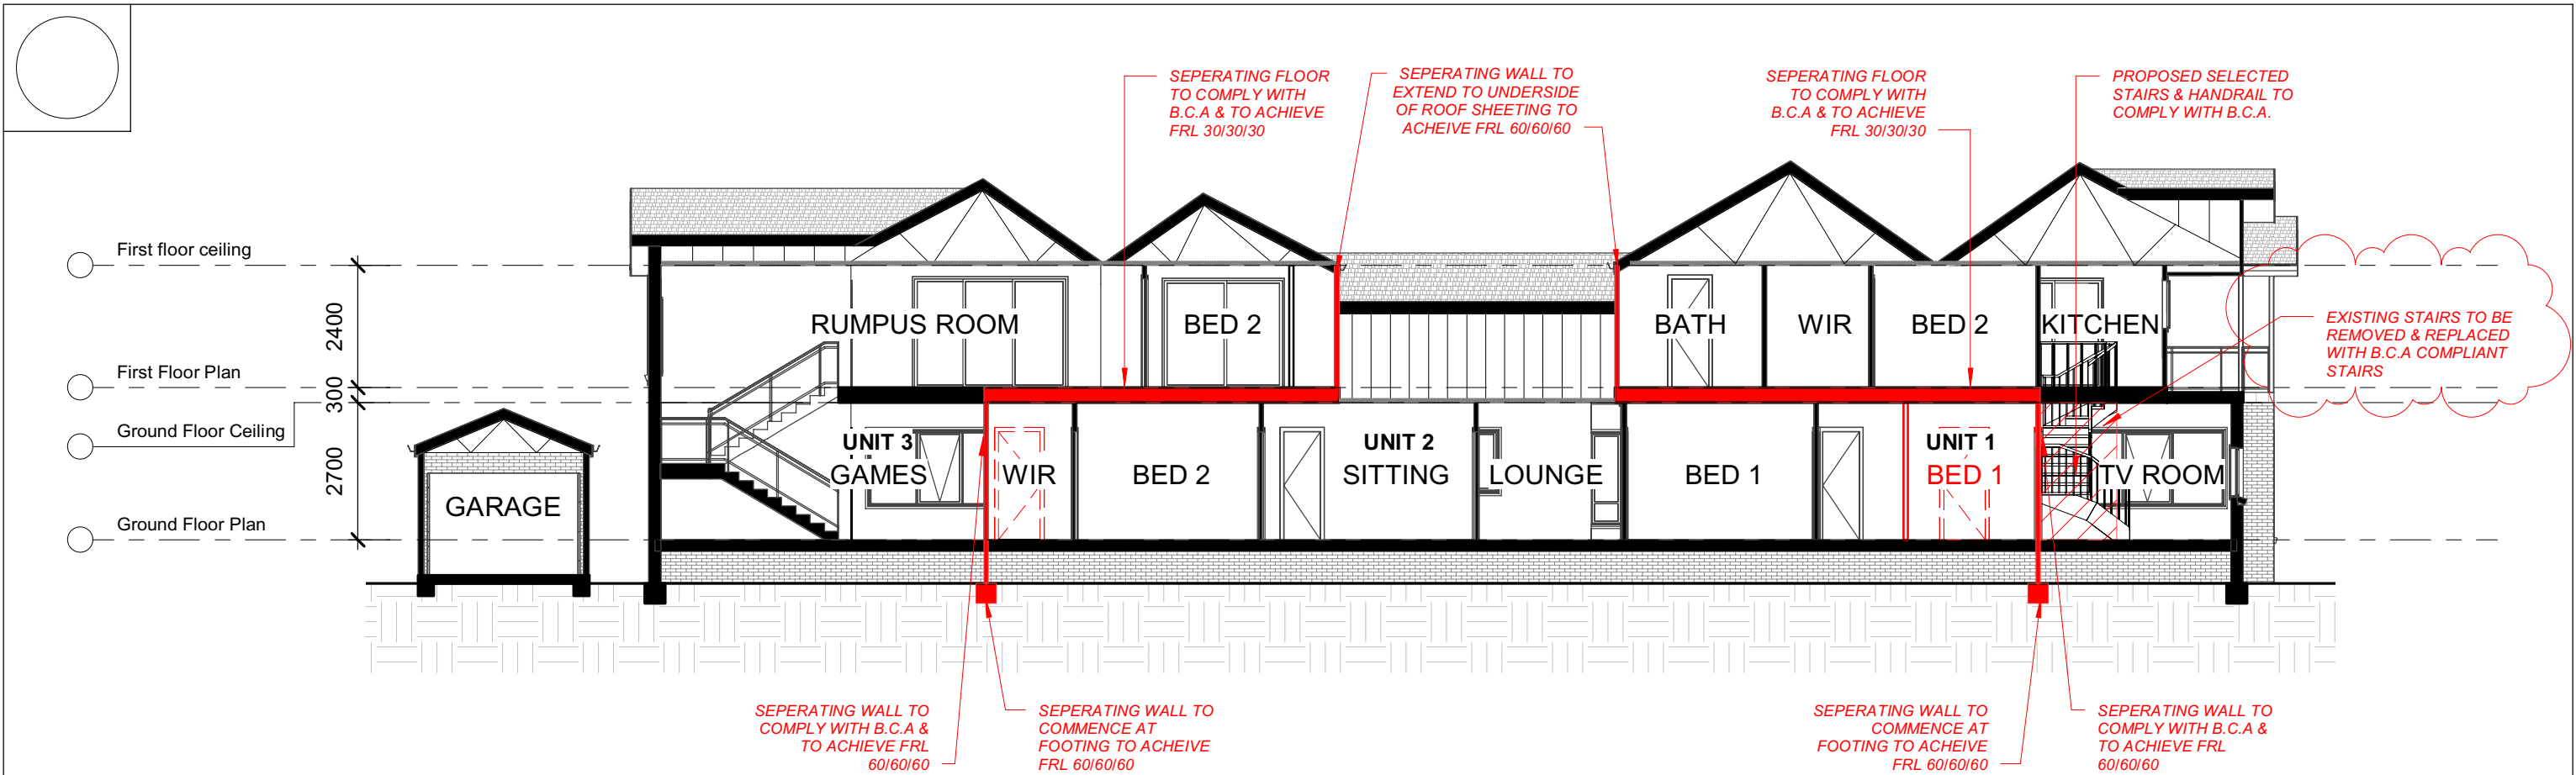 SEPERATING FLOOR
TO COMPLY WITH
B.C.A & TO ACHIEVE
FRL 30/30/30
SEPERATING WALL TO
EXTEND TO UNDERSIDE
OF ROOF SHEETING TO
ACHEIVE FRL 60/60/60
SEPERATING FLOOR
TO COMPLY WITH
B.C.A & TO ACHIEVE
FRL 30/30/30
PROPOSED SELECTED
STAIRS & HANDRAIL TO
COMPLY WITH B.C.A.
First floor ceiling
2400
First Floor Plan
300
Ground Floor Ceiling
2700
Ground Floor Plan
RUMPUS ROOM
BED 2
BATH
WIR
BED 2
KITCHEN
EXISTING STAIRS TO BE
REMOVED & REPLACED
WITH B.C.A COMPLIANT
STAIRS
GARAGE
UNIT 3
GAMES
WIR
BED 2
UNIT 2
SITTING
LOUNGE
BED 1
UNIT 1
BED 1
TV ROOM
SEPERATING WALL TO
COMPLY WITH B.C.A &
TO ACHIEVE FRL
60/60/60
SEPERATING WALL TO
COMMENCE AT
FOOTING TO ACHEIVE
FRL 60/60/60
SEPERATING WALL TO
COMMENCE AT
FOOTING TO ACHEIVE
FRL 60/60/60
SEPERATING WALL TO
COMPLY WITH B.C.A &
TO ACHIEVE FRL
60/60/60